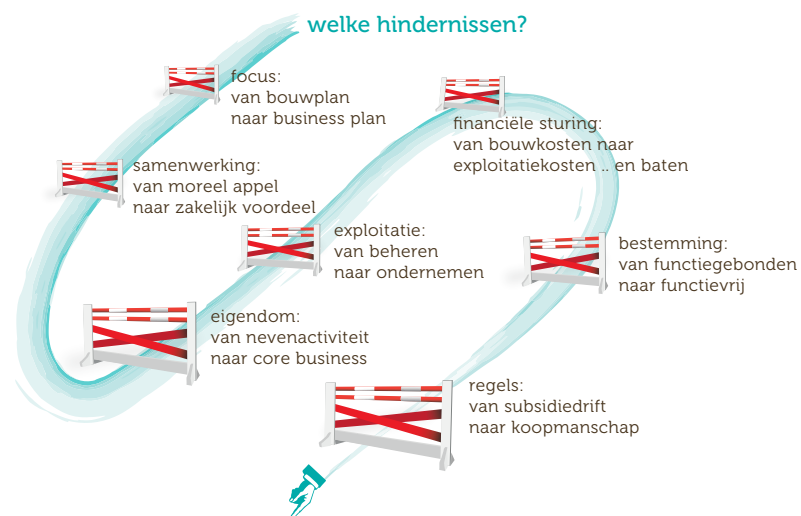 welke hindernissen?
focus:
van bouwplan
naar business plan
samenwerking:
van moreel appel
naar zakelijk voordeel
eigendom:
van nevenactiviteit
naar core business
exploitatie:
van beheren
naar ondernemen
financiële sturing:
van bouwkosten naar
exploitatiekosten .. en baten
bestemming:
van functiegebonden
naar functievrij
regels:
van subsidiedrift
naar koopmanschap